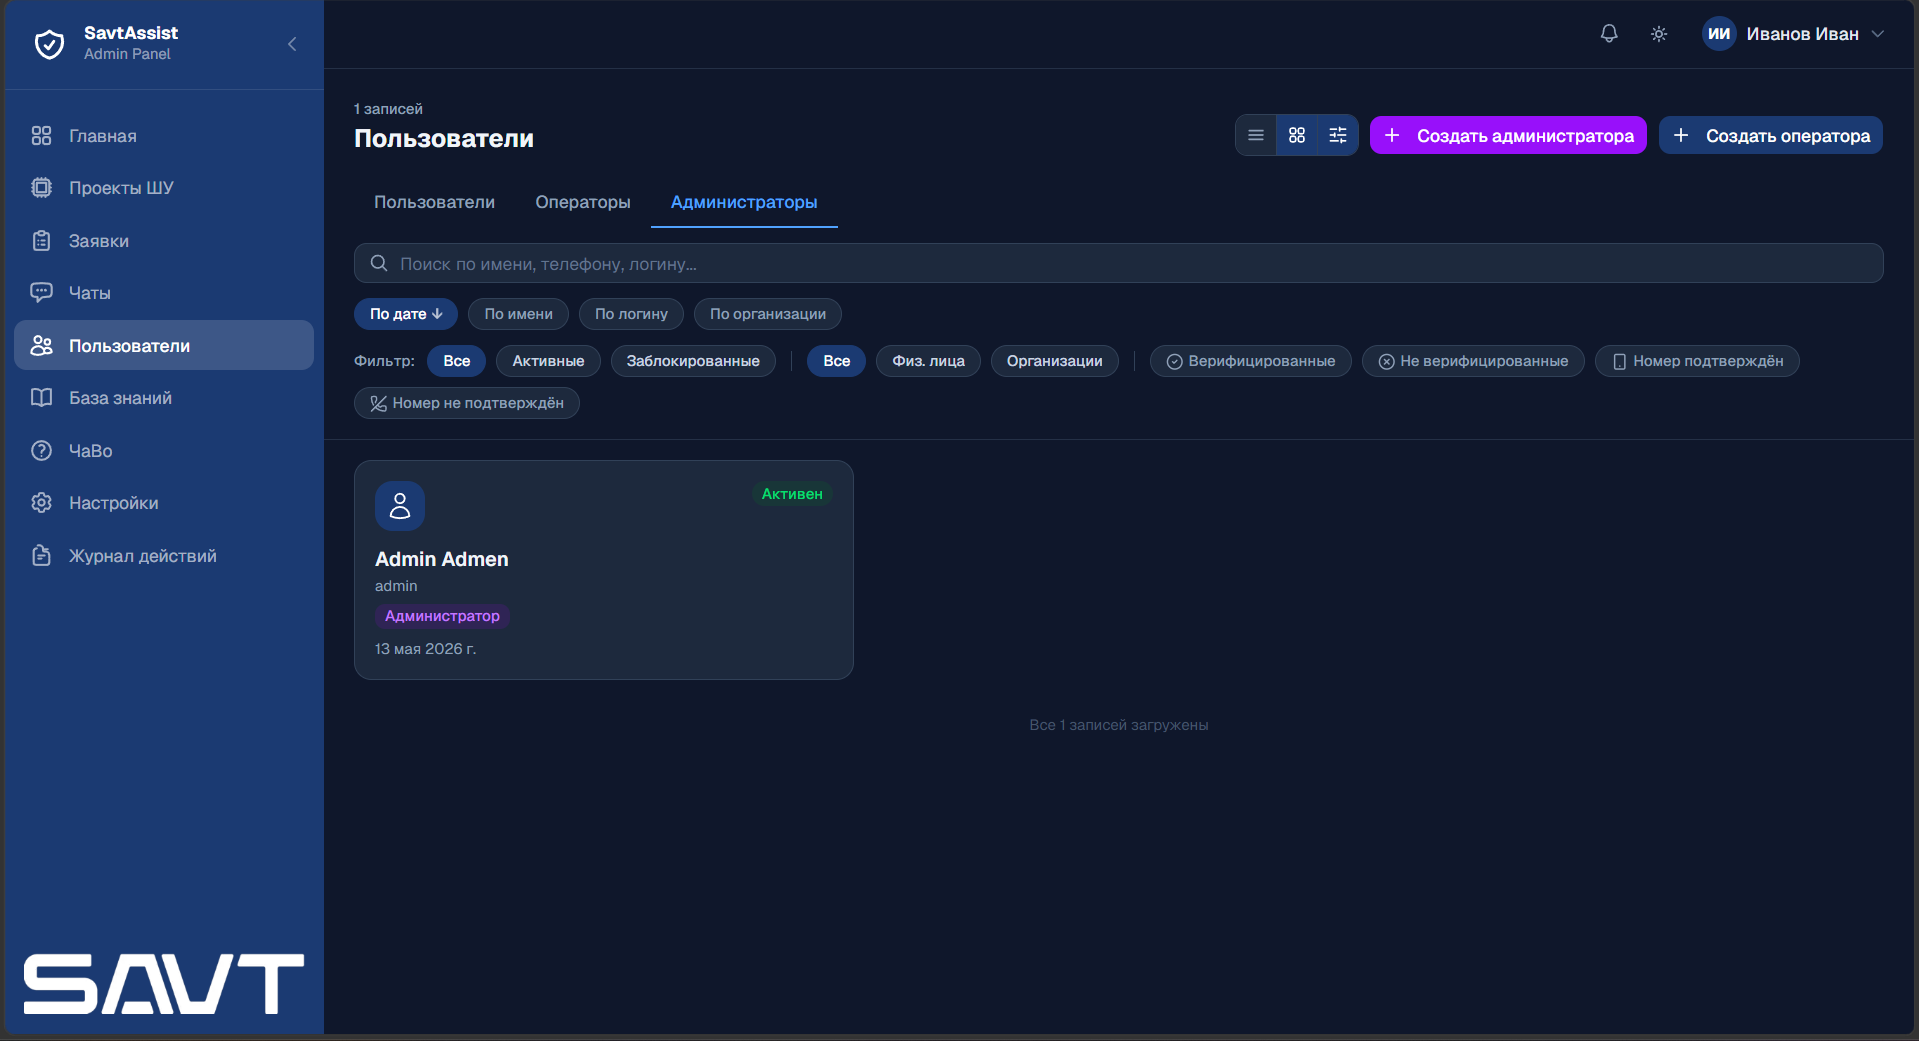 SavtAssist
Admin Panel
Главная
Проекты ШУ
Заявки
Чаты
Пользователи
База знаний
ЧаВо
Настройки
Журнал действий
SAVT
ИИ Иванов Иван
1 записей
Пользователи
Создать администратора
Создать оператора
Пользователи Операторы Администраторы
Поиск по имени, телефону, логину...
По дате ↓ По имени По логину По организации
Фильтр: Все Активные Заблокированные Все Физ. лица Организации Верифицированные Не верифицированные Номер подтверждён
Номер не подтверждён
Активен
Admin Admen
admin
Администратор
13 мая 2026 г.
Все 1 записей загружены